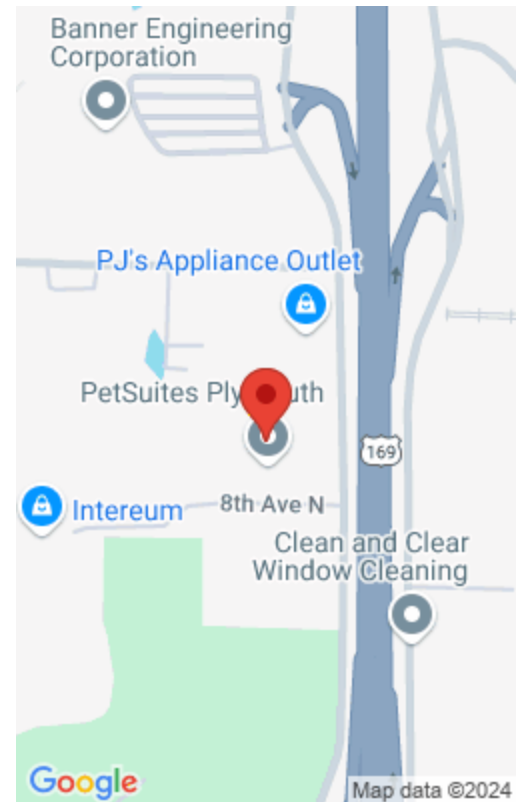 Banner Engineering
Corporation
PJ's Appliance Outlet
PetSuites Ply uth
169
8th Ave N
Intereum
Clean and Clear
Window Cleaning
Google
Map data ©2024